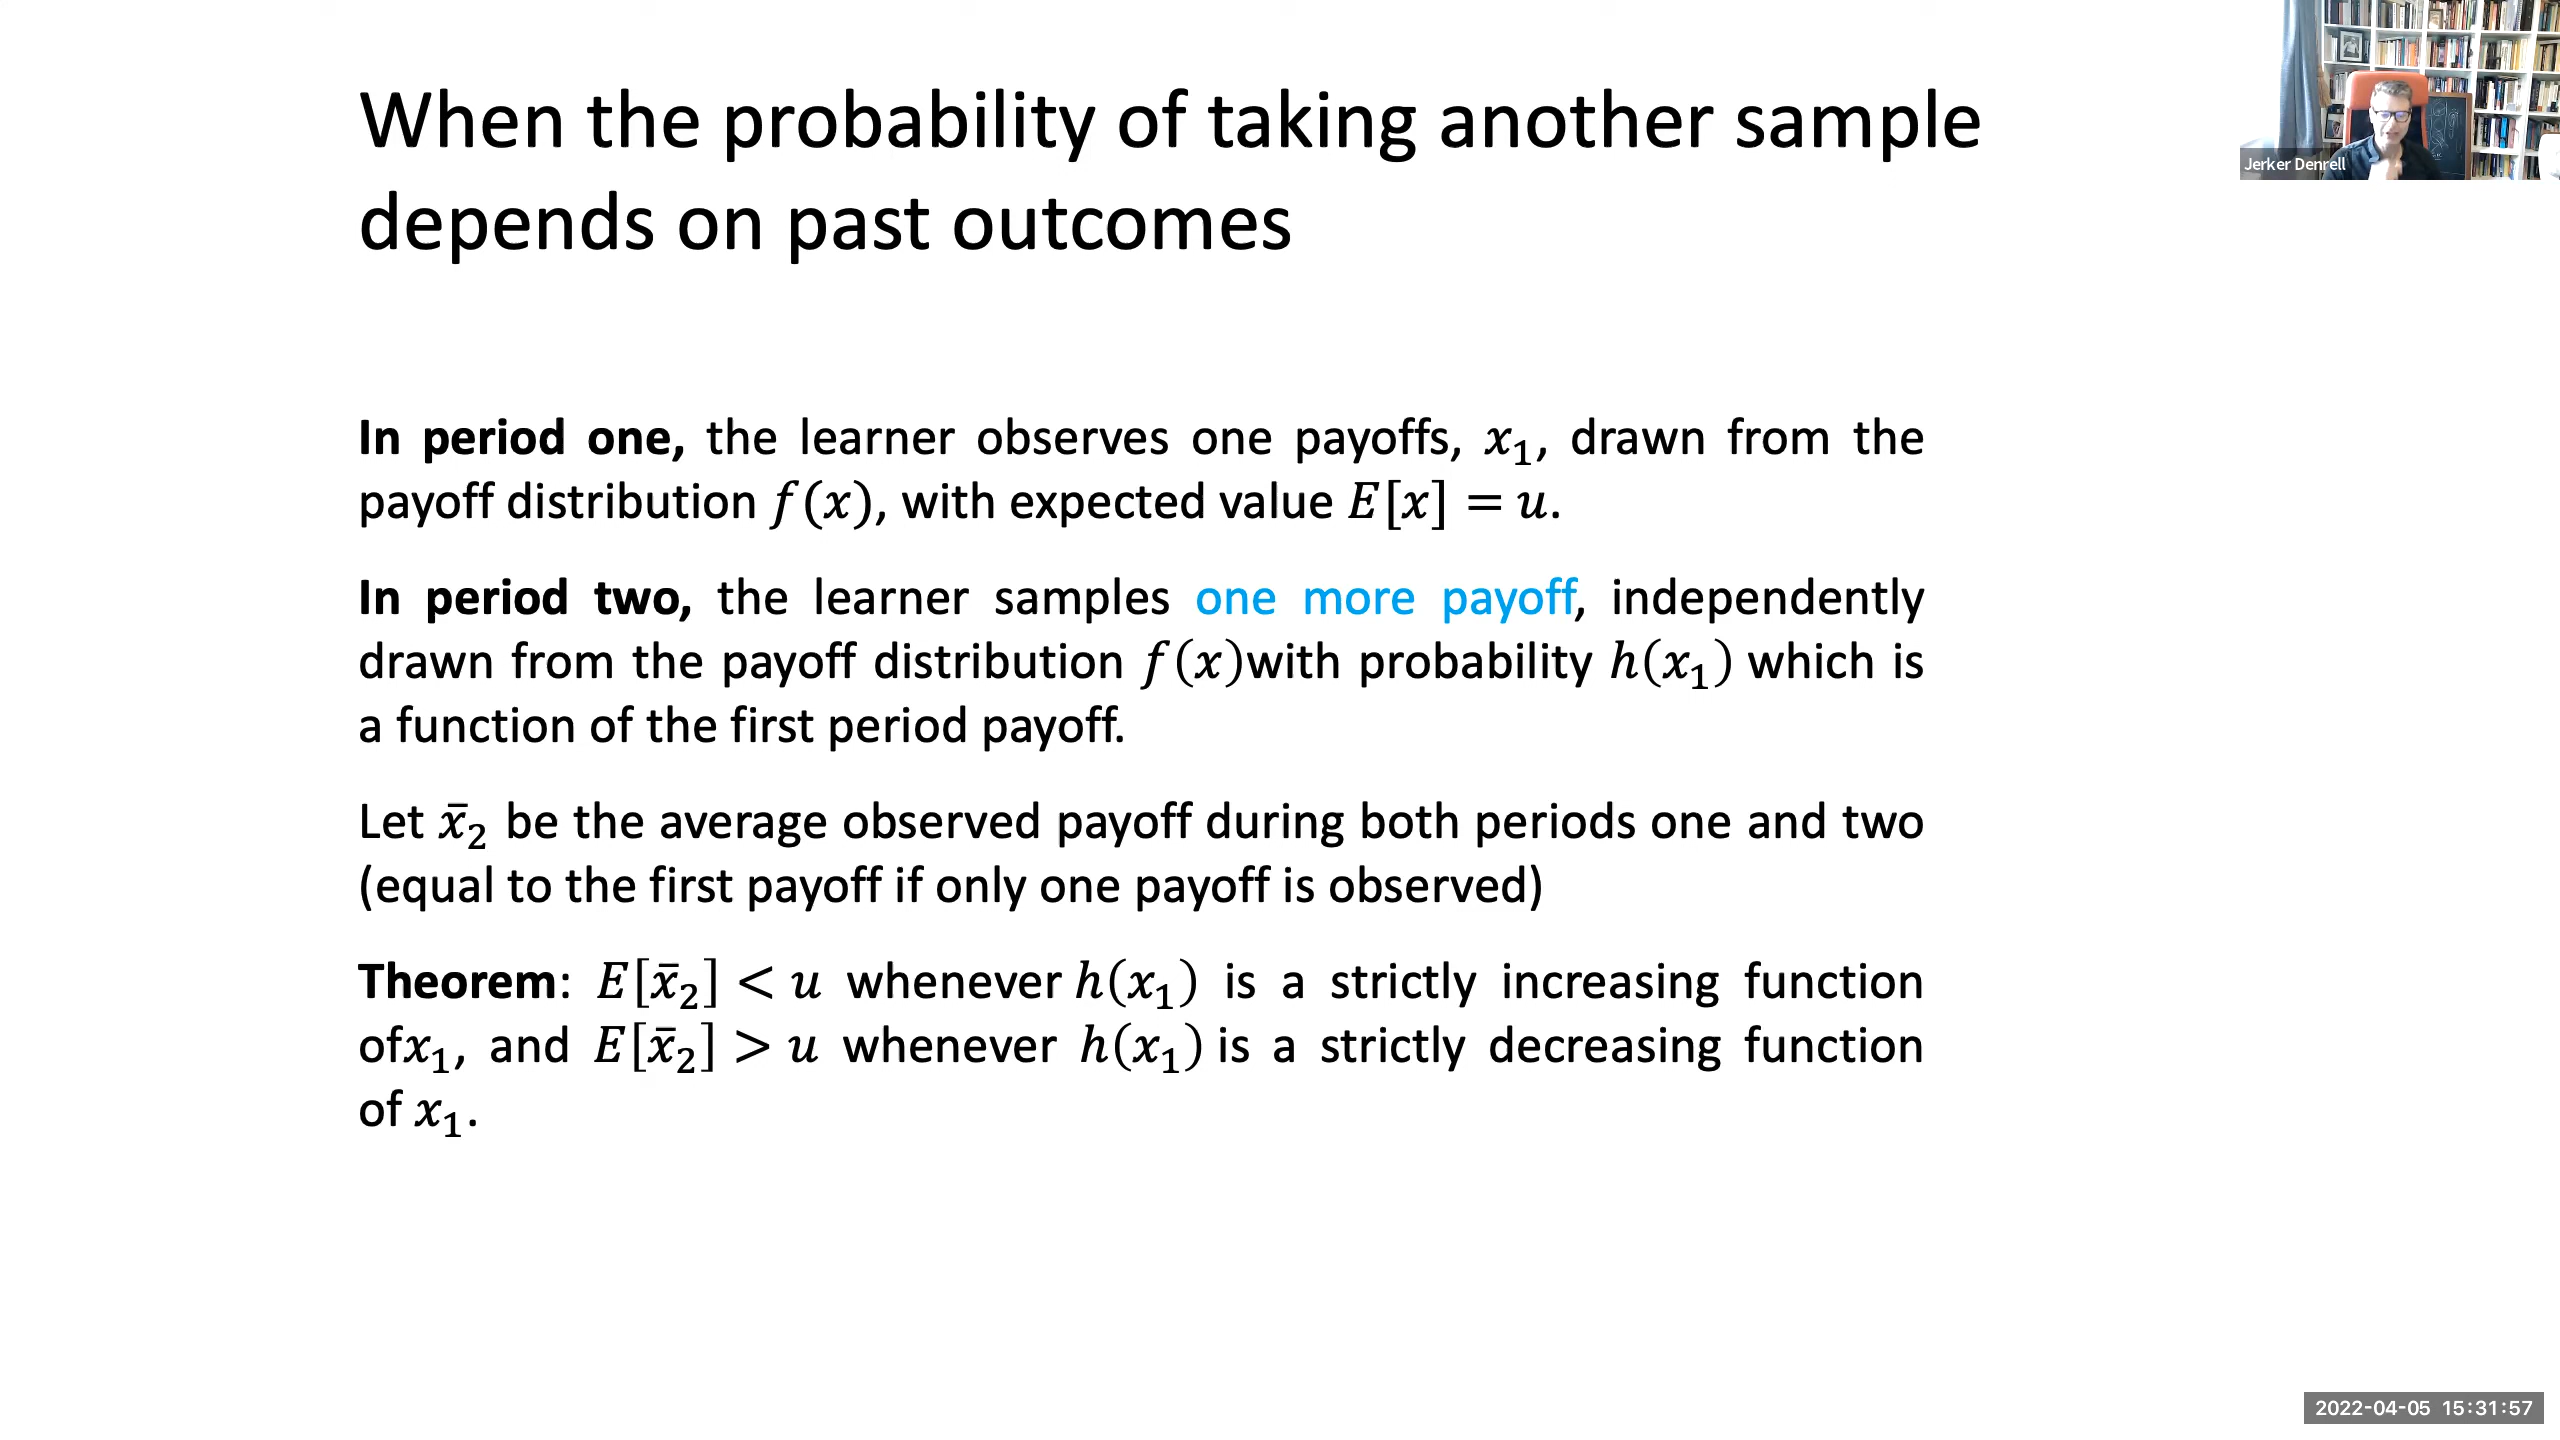 When the probability of taking another sample
depends on past outcomes
Jerker Denrell
In period one, the learner observes one payoffs, x₁, drawn from the
payoff distribution f(x), with expected value E[x] = u.
In period two, the learner samples one more payoff, independently
drawn from the payoff distribution f(x)with probability h(x₁) which is
a function of the first period payoff.
Let x̄₂ be the average observed payoff during both periods one and two
(equal to the first payoff if only one payoff is observed)
Theorem: E[x̄₂] < u whenever h(x₁) is a strictly increasing function
ofx₁, and E[x̄₂] > u whenever h(x₁) is a strictly decreasing function
of x₁.
2022-04-05 15:31:57